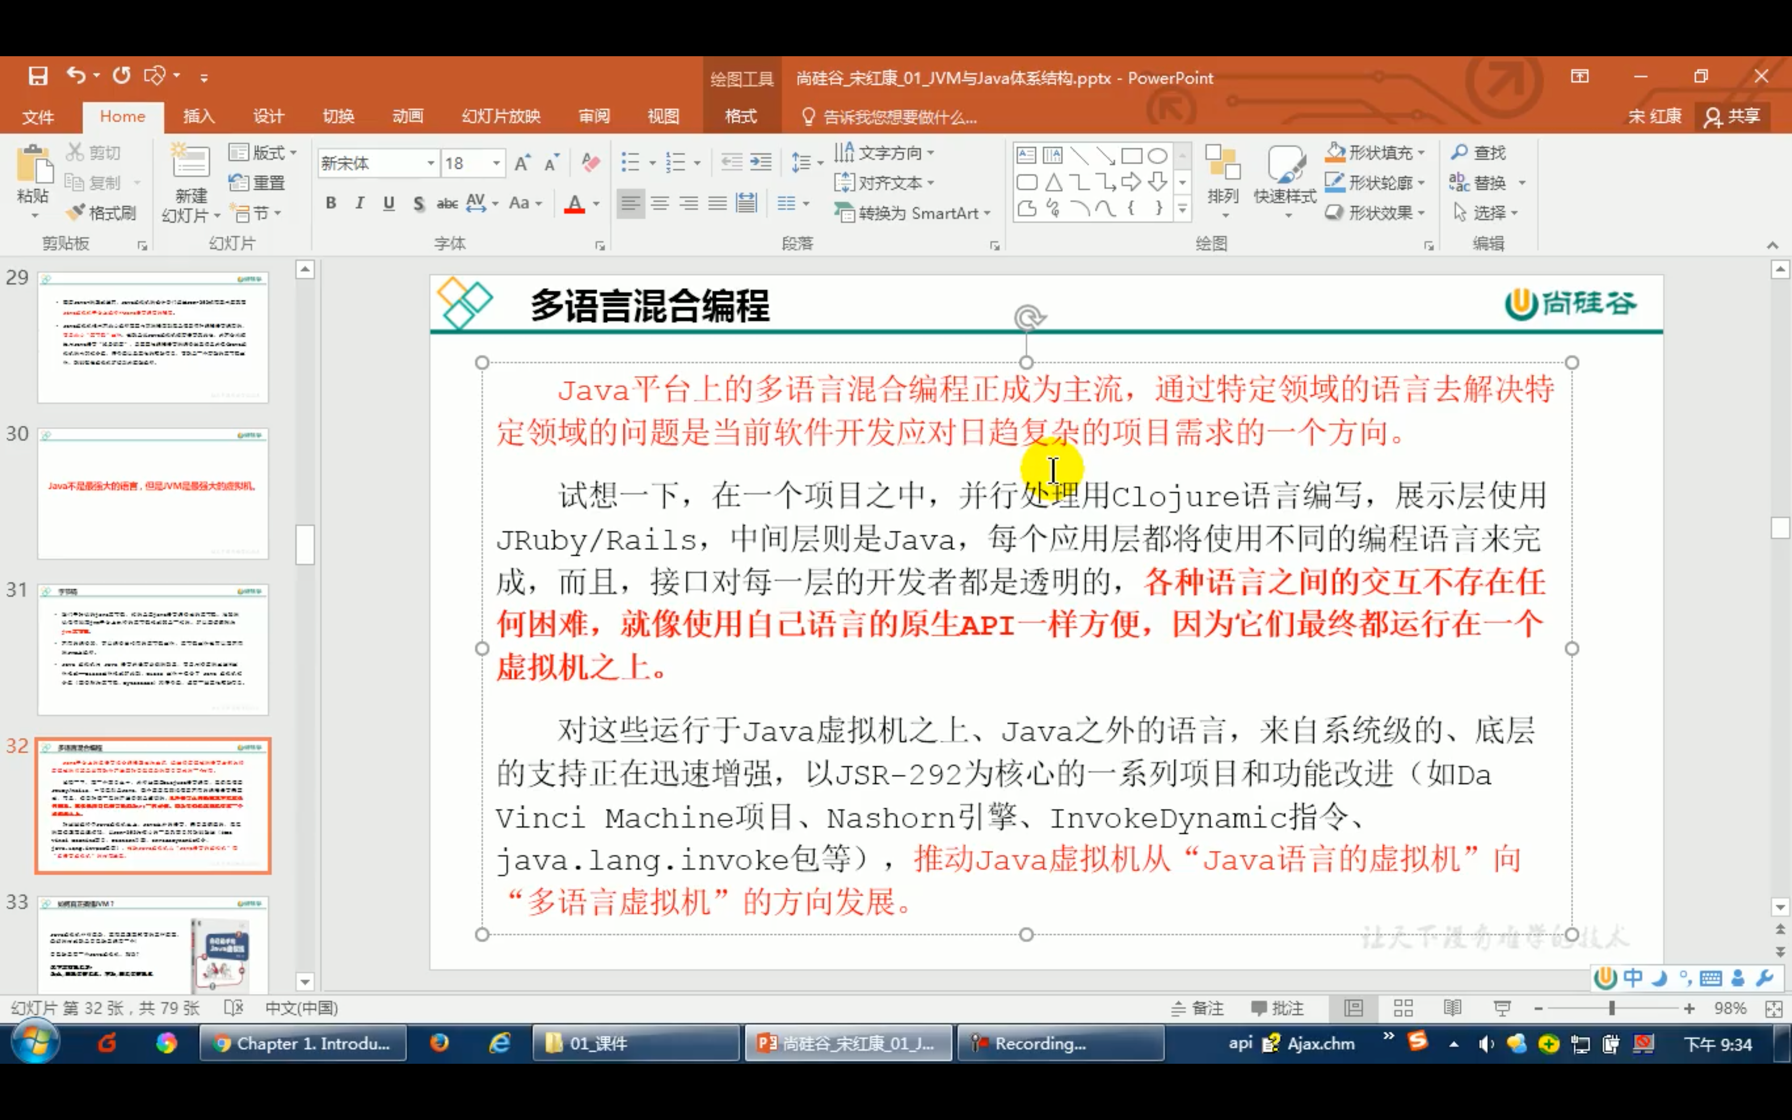 绘图工具
尚硅谷_宋红康_01_JVM与Java体系结构.pptx - PowerPoint
文件
Home
插入
设计
切换
动画
幻灯片放映
审阅
视图
格式
告诉我您想要做什么...
宋 红康
共享
粘贴
剪切
复制
格式刷
剪贴板
新建
幻灯片
版式
重置
节
幻灯片
新宋体
18
字体
文字方向
对齐文本
转换为 SmartArt
段落
排列
快速样式
形状填充
形状轮廓
形状效果
绘图
查找
替换
选择
编辑
29
30
Java不是最强大的语言，但是JVM是最强大的虚拟机。
31
字节码
32
多语言混合编程
33
如何真正搞懂JVM？
多语言混合编程
尚硅谷
Java平台上的多语言混合编程正成为主流，通过特定领域的语言去解决特
定领域的问题是当前软件开发应对日趋复杂的项目需求的一个方向。
试想一下，在一个项目之中，并行处理用Clojure语言编写，展示层使用
JRuby/Rails，中间层则是Java，每个应用层都将使用不同的编程语言来完
成，而且，接口对每一层的开发者都是透明的，各种语言之间的交互不存在任
何困难，就像使用自己语言的原生API一样方便，因为它们最终都运行在一个
虚拟机之上。
对这些运行于Java虚拟机之上、Java之外的语言，来自系统级的、底层
的支持正在迅速增强，以JSR-292为核心的一系列项目和功能改进（如Da
Vinci Machine项目、Nashorn引擎、InvokeDynamic指令、
java.lang.invoke包等），推动Java虚拟机从“Java语言的虚拟机”向
“多语言虚拟机”的方向发展。
让天下没有难学的技术
中
幻灯片 第 32 张，共 79 张
中文(中国)
备注
批注
98%
Chapter 1. Introdu...
01_课件
尚硅谷_宋红康_01_J...
Recording...
api
Ajax.chm
下午 9:34